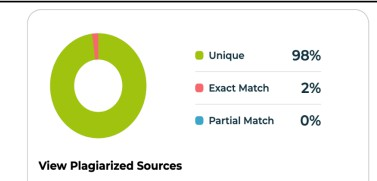 Unique 98%
Exact Match 2%
Partial Match 0%
View Plagiarized Sources